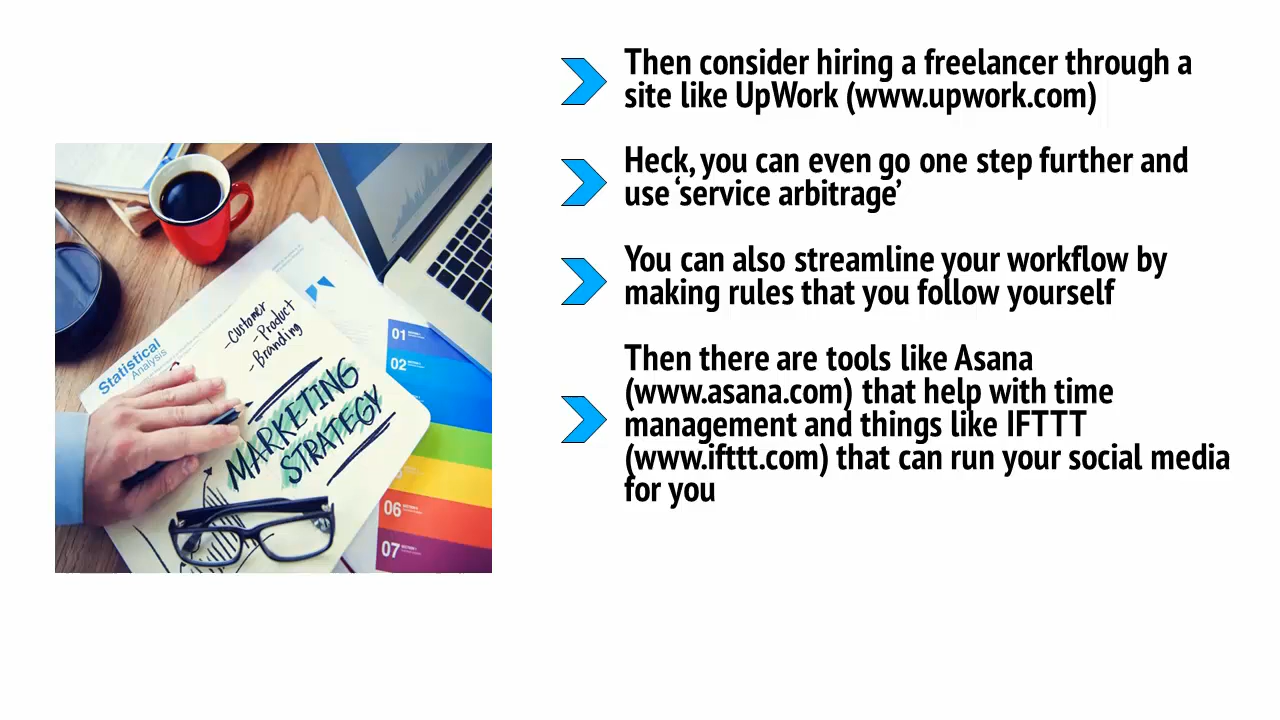 Then consider hiring a freelancer through a
site like UpWork (www.upwork.com)
Heck, you can even go one step further and
use ‘service arbitrage’
You can also streamline your workflow by
making rules that you follow yourself
Then there are tools like Asana
(www.asana.com) that help with time
management and things like IFTTT
(www.ifttt.com) that can run your social media
for you
Statistical
Analysis
-Customer
-Product
-Branding
MARKETING
STRATEGY
01
02
06
07